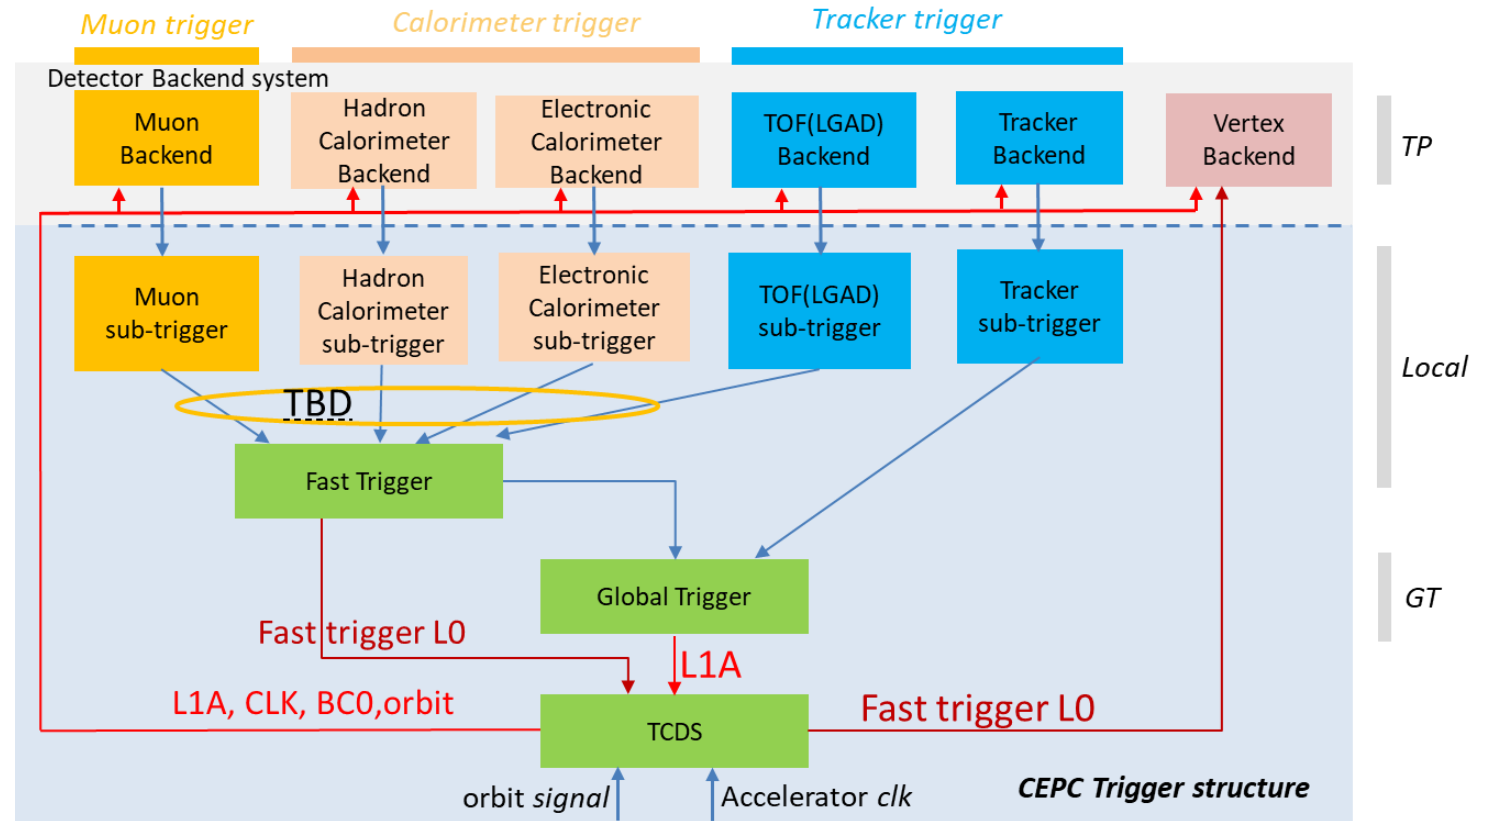 Muon trigger
Calorimeter trigger
Tracker trigger
Detector Backend system
Muon
Backend
Hadron
Calorimeter
Backend
Electronic
Calorimeter
Backend
TOF(LGAD)
Backend
Tracker
Backend
Vertex
Backend
TP
Muon
sub-trigger
Hadron
Calorimeter
sub-trigger
Electronic
Calorimeter
sub-trigger
TOF(LGAD)
sub-trigger
Tracker
sub-trigger
Local
TBD
Fast Trigger
Global Trigger
GT
Fast trigger L0
L1A
L1A, CLK, BC0,orbit
TCDS
Fast trigger L0
orbit signal
Accelerator clk
CEPC Trigger structure